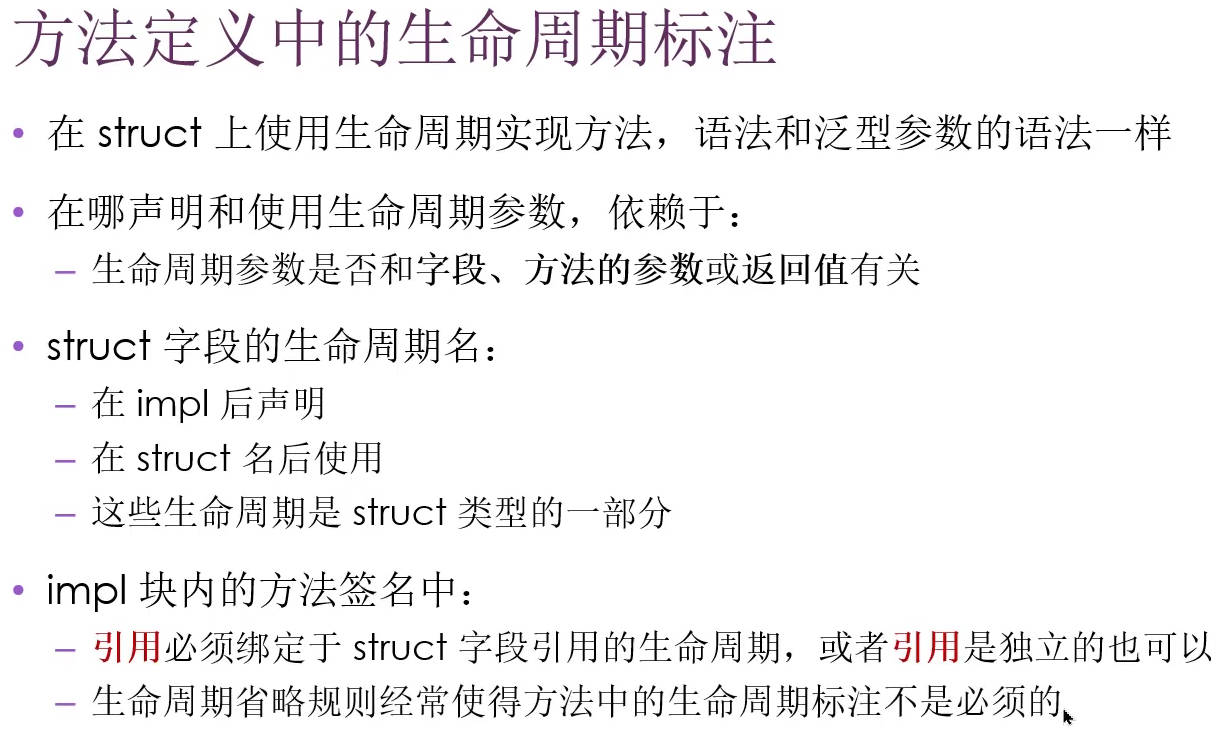 方法定义中的生命周期标注
• 在 struct 上使用生命周期实现方法，语法和泛型参数的语法一样
• 在哪声明和使用生命周期参数，依赖于：
– 生命周期参数是否和字段、方法的参数或返回值有关
• struct 字段的生命周期名：
– 在 impl 后声明
– 在 struct 名后使用
– 这些生命周期是 struct 类型的一部分
• impl 块内的方法签名中：
– 引用必须绑定于 struct 字段引用的生命周期，或者引用是独立的也可以
– 生命周期省略规则经常使得方法中的生命周期标注不是必须的